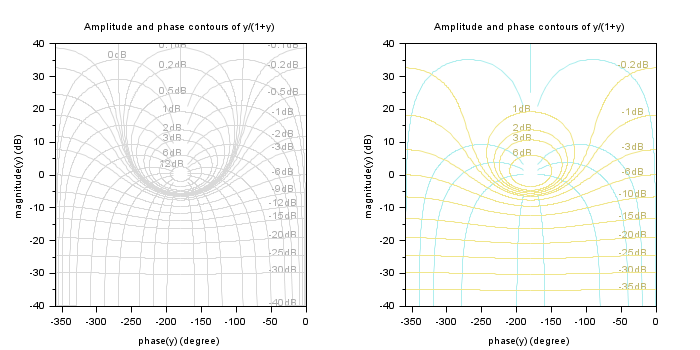 Amplitude and phase contours of y/(1+y)
magnitude(y) (dB)
40
30
20
10
0
-10
-20
-30
-40
0dB
0.1dB
0.2dB
0.5dB
1dB
2dB
3dB
6dB
12dB
-0.1dB
-0.2dB
-0.5dB
-1dB
-2dB
-3dB
-6dB
-9dB
-12dB
-15dB
-20dB
-25dB
-30dB
-40dB
-350
-300
-250
-200
-150
-100
-50
0
phase(y) (degree)
Amplitude and phase contours of y/(1+y)
magnitude(y) (dB)
40
30
20
10
0
-10
-20
-30
-40
1dB
2dB
3dB
6dB
-0.2dB
-1dB
-3dB
-6dB
-10dB
-15dB
-20dB
-25dB
-30dB
-35dB
-350
-300
-250
-200
-150
-100
-50
0
phase(y) (degree)